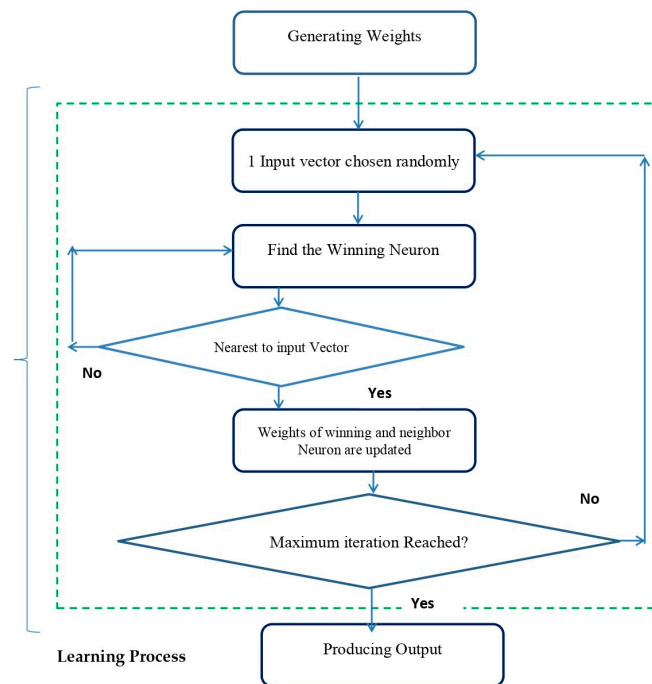 Generating Weights
1 Input vector chosen randomly
Find the Winning Neuron
Nearest to input Vector
No
Yes
Weights of winning and neighbor
Neuron are updated
No
Maximum iteration Reached?
Yes
Producing Output
Learning Process